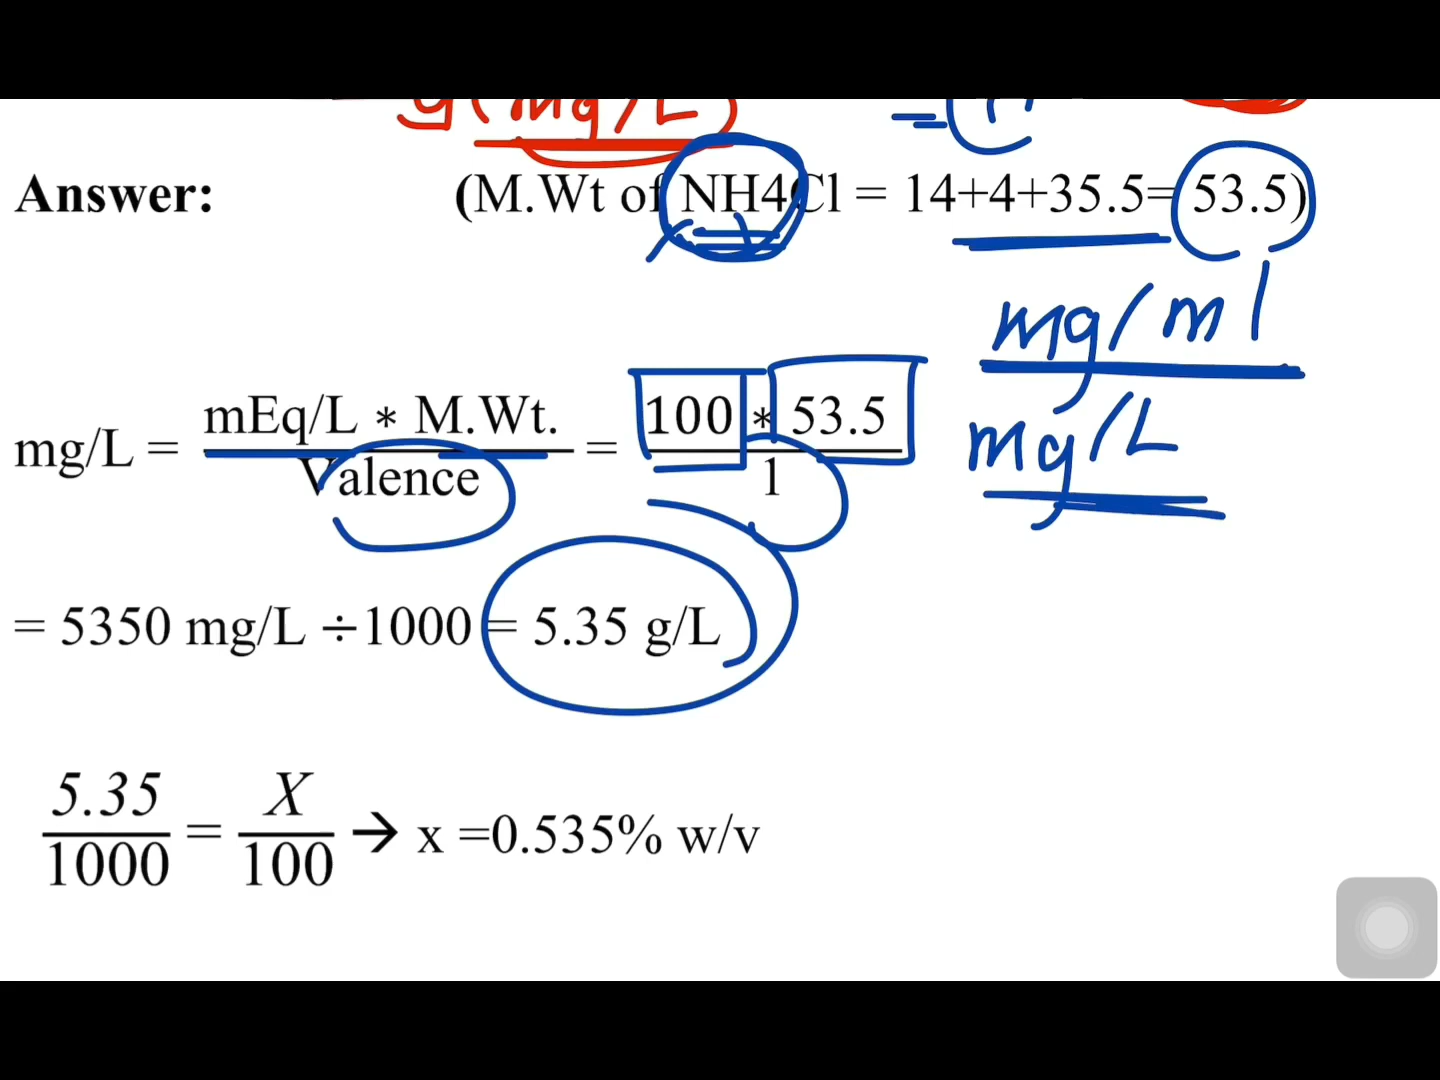 g(mg/L)
Answer: (M.Wt of NH4Cl = 14+4+35.5= 53.5)
mg/ml
mg/L = mEq/L * M.Wt. / Valence = 100 * 53.5 / 1
mg/L
= 5350 mg/L ÷1000 = 5.35 g/L
5.35 / 1000 = X / 100 → x =0.535% w/v